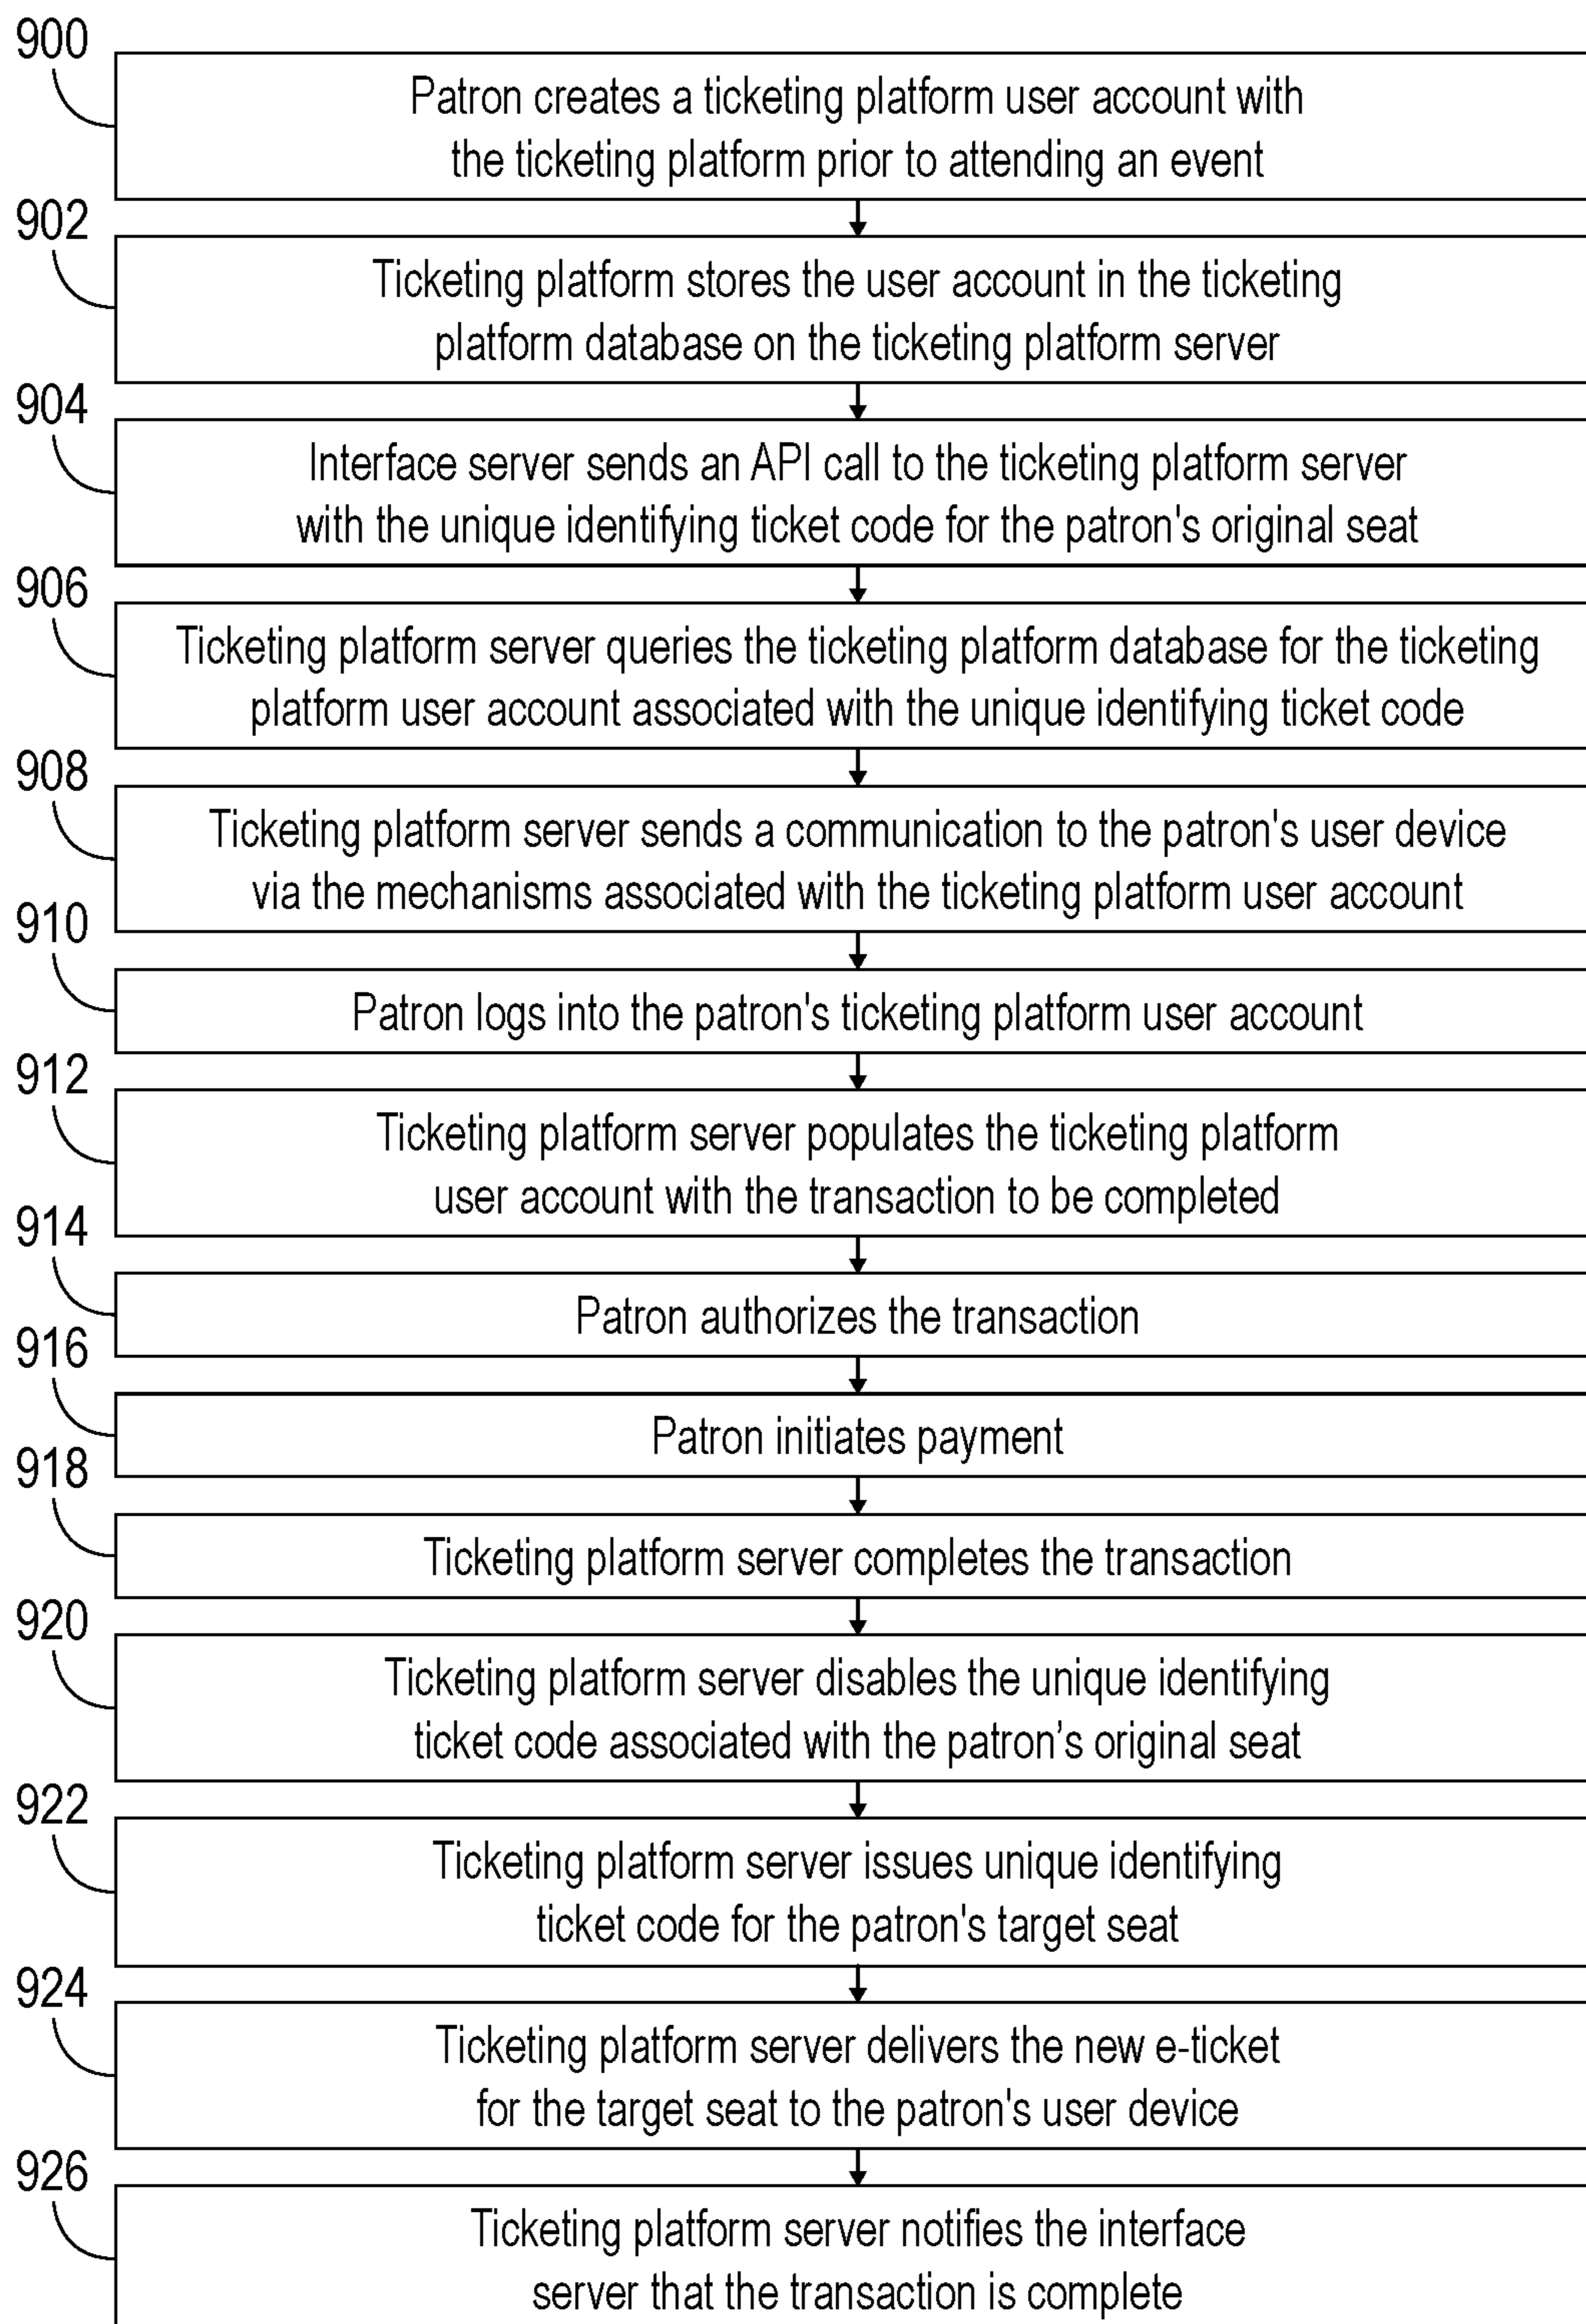 900
Patron creates a ticketing platform user account with
the ticketing platform prior to attending an event
902
Ticketing platform stores the user account in the ticketing
platform database on the ticketing platform server
904
Interface server sends an API call to the ticketing platform server
with the unique identifying ticket code for the patron's original seat
906
Ticketing platform server queries the ticketing platform database for the ticketing
platform user account associated with the unique identifying ticket code
908
Ticketing platform server sends a communication to the patron's user device
via the mechanisms associated with the ticketing platform user account
910
Patron logs into the patron's ticketing platform user account
912
Ticketing platform server populates the ticketing platform
user account with the transaction to be completed
914
Patron authorizes the transaction
916
Patron initiates payment
918
Ticketing platform server completes the transaction
920
Ticketing platform server disables the unique identifying
ticket code associated with the patron’s original seat
922
Ticketing platform server issues unique identifying
ticket code for the patron's target seat
924
Ticketing platform server delivers the new e-ticket
for the target seat to the patron's user device
926
Ticketing platform server notifies the interface
server that the transaction is complete